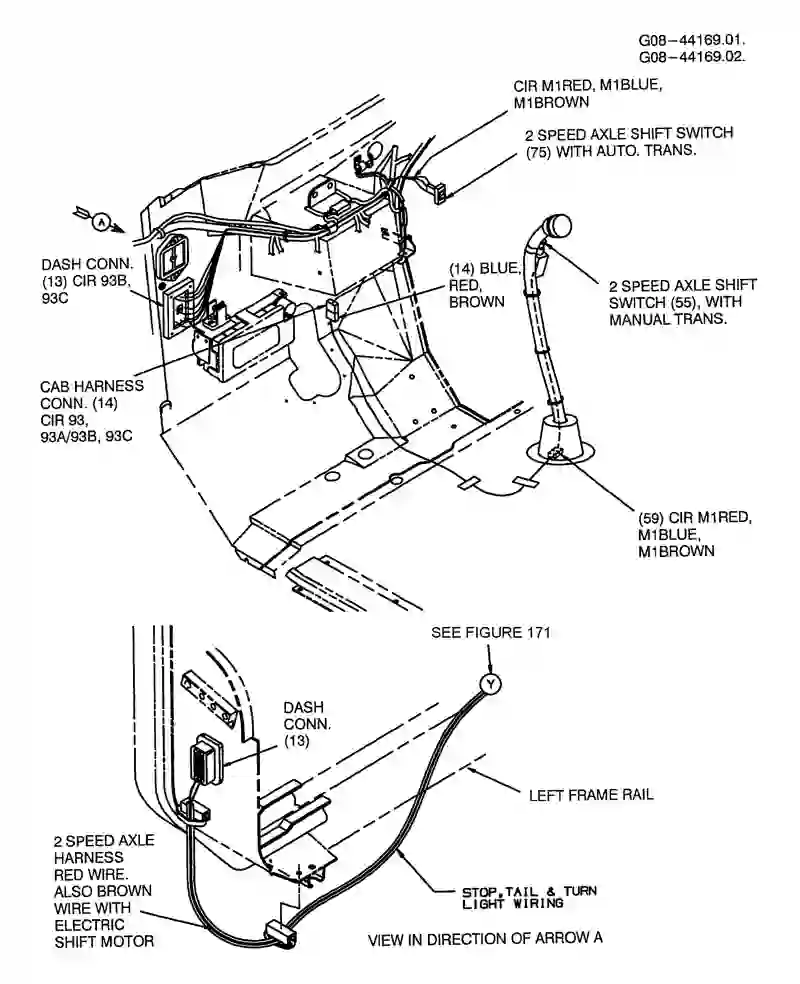 G08-44169.01.
G08-44169.02.
CIR M1RED, M1BLUE,
M1BROWN
2 SPEED AXLE SHIFT SWITCH
(75) WITH AUTO. TRANS.
A
DASH CONN.
(13) CIR 93B,
93C
(14) BLUE,
RED,
BROWN
2 SPEED AXLE SHIFT
SWITCH (55), WITH
MANUAL TRANS.
CAB HARNESS
CONN. (14)
CIR 93,
93A/93B, 93C
(59) CIR M1RED,
M1BLUE,
M1BROWN
SEE FIGURE 171
Y
DASH
CONN.
(13)
LEFT FRAME RAIL
2 SPEED AXLE
HARNESS
RED WIRE.
ALSO BROWN
WIRE WITH
ELECTRIC
SHIFT MOTOR
STOP,TAIL & TURN
LIGHT WIRING
VIEW IN DIRECTION OF ARROW A